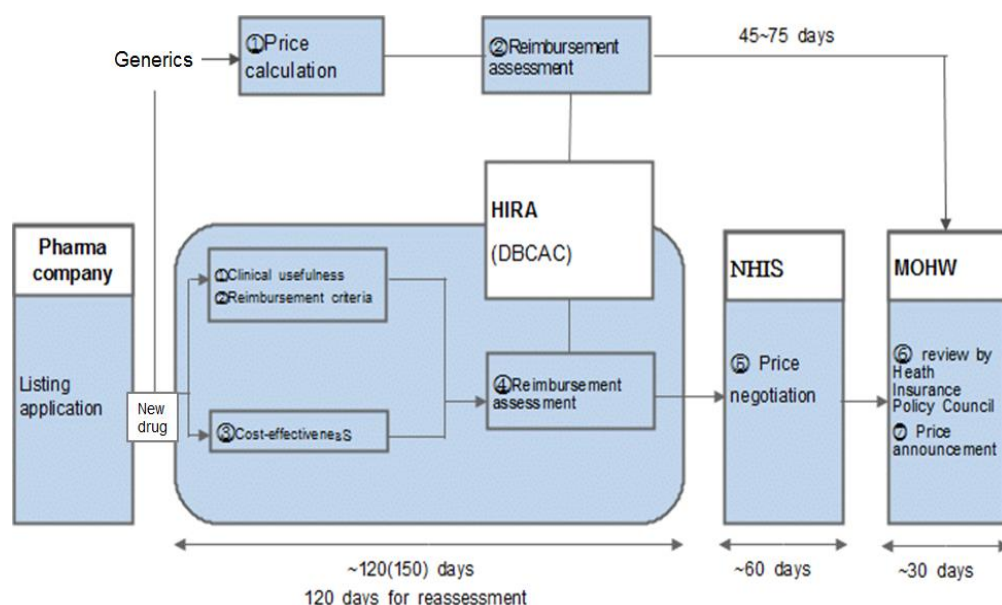 Generics
①Price
calculation
②Reimbursement
assessment
45~75 days
HIRA
(DBCAC)
Pharma
company
Listing
application
New
drug
①Clinical usefulness
②Reimbursement criteria
③Cost-effectiveness
④Reimbursement
assessment
NHIS
⑤ Price
negotiation
MOHW
⑥ review by
Heath
Insurance
Policy Council
⑦ Price
announcement
~120(150) days
120 days for reassessment
~60 days
~30 days